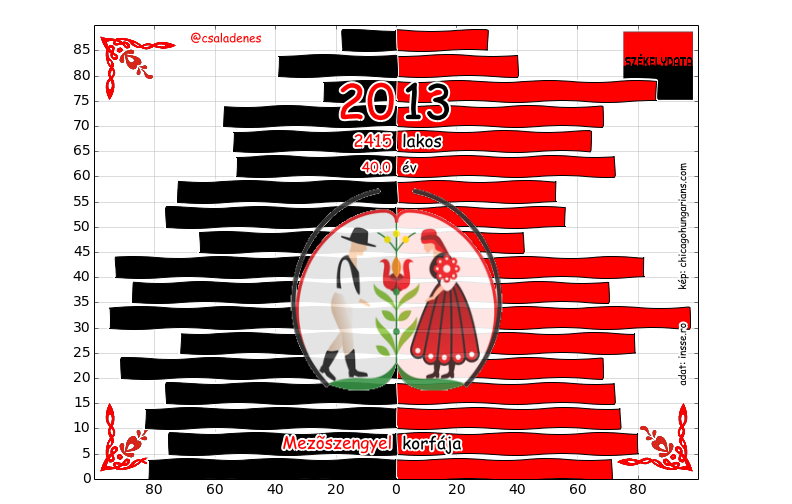 @csaladenes
SZÉKELYDATA
2013
2415 lakos
40.0 év
kép: chicagohungarians.com
adat: insse.ro
Mezõszengyel korfája
85
80
75
70
65
60
55
50
45
40
35
30
25
20
15
10
5
0
80 60 40 20 0 20 40 60 80